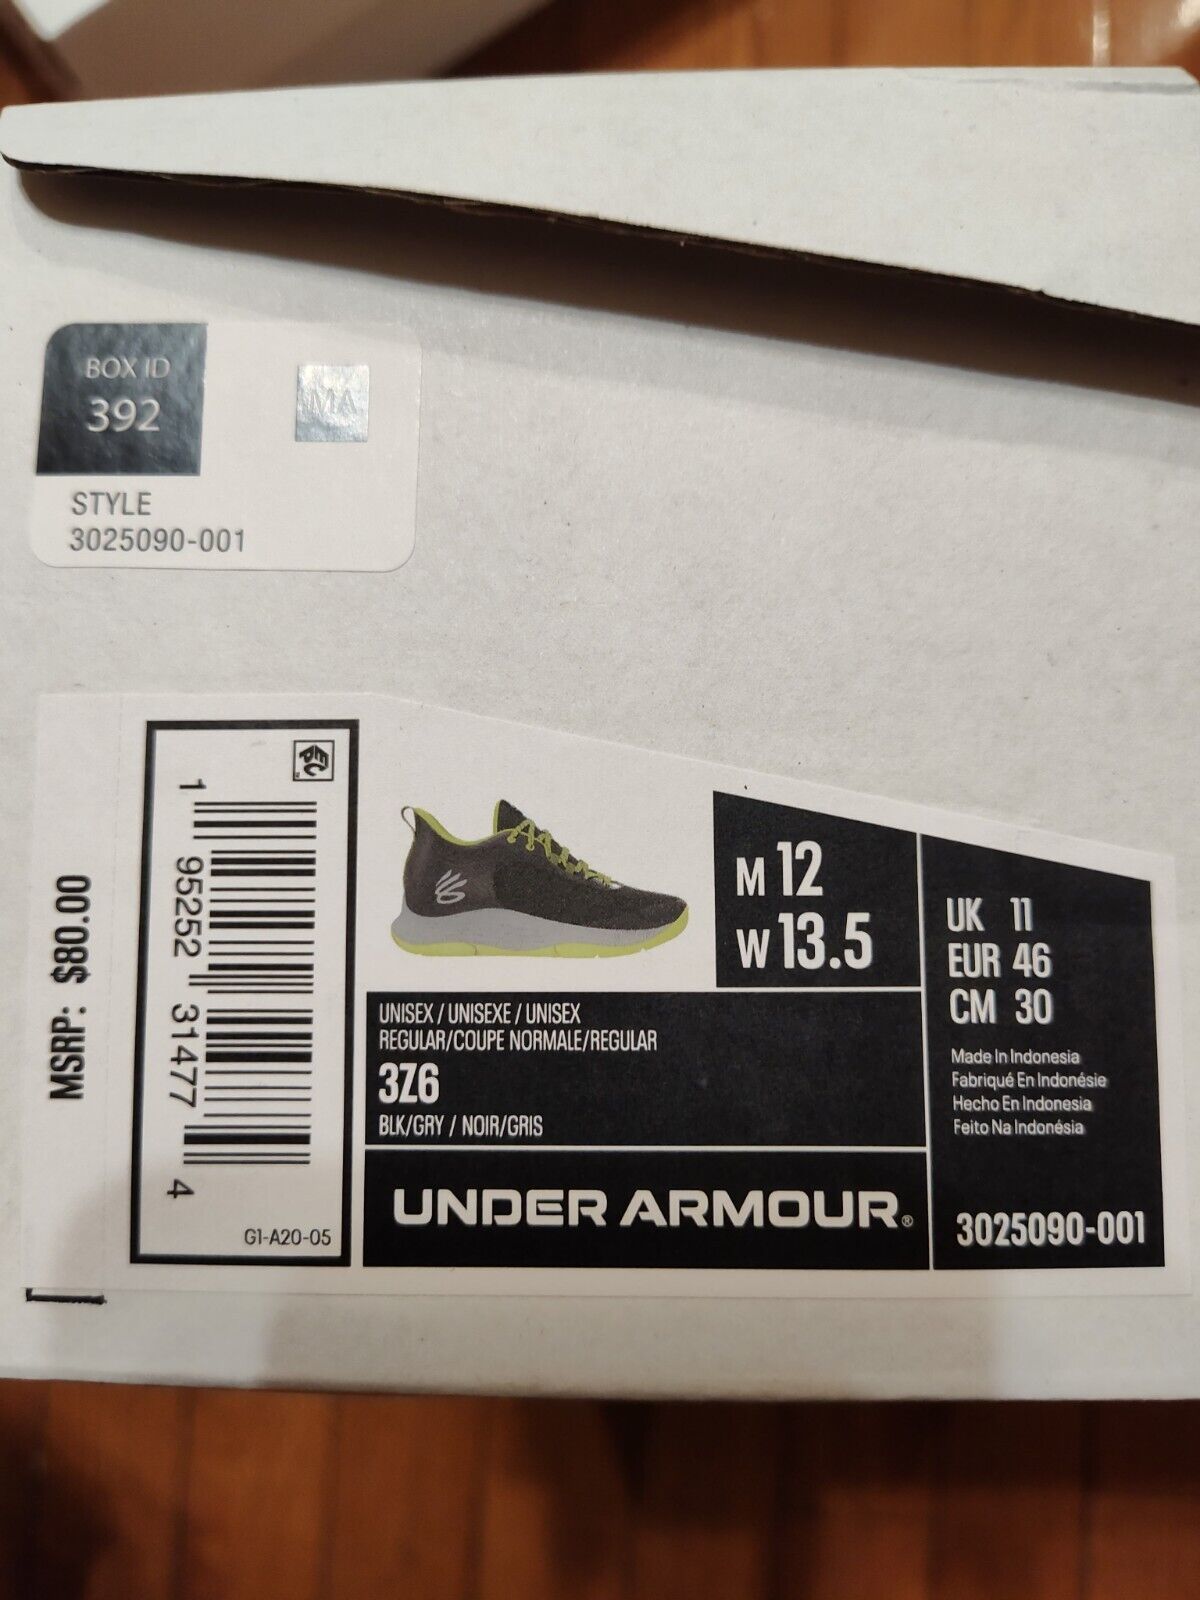 BOX ID
392
MA
STYLE
3025090-001
MSRP: $80.00
1 95252 31477 4
G1-A20-05
M 12
W 13.5
UK 11
EUR 46
CM 30
Made In Indonesia
Fabriqué En Indonésie
Hecho En Indonesia
Feito Na Indonésia
3025090-001
UNISEX / UNISEXE / UNISEX
REGULAR/COUPE NORMALE/REGULAR
3Z6
BLK/GRY / NOIR/GRIS
UNDER ARMOUR®